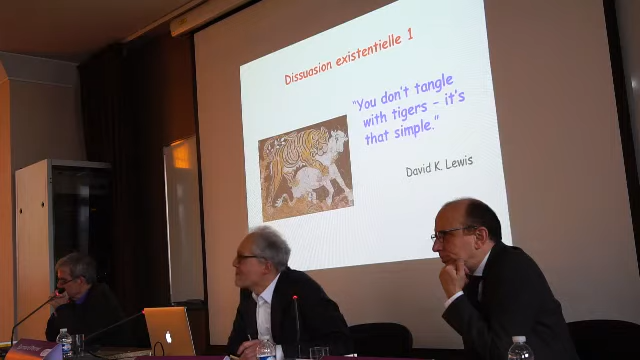 Dissuasion existentielle 1
"You don't tangle
with tigers – it's
that simple."
David K. Lewis